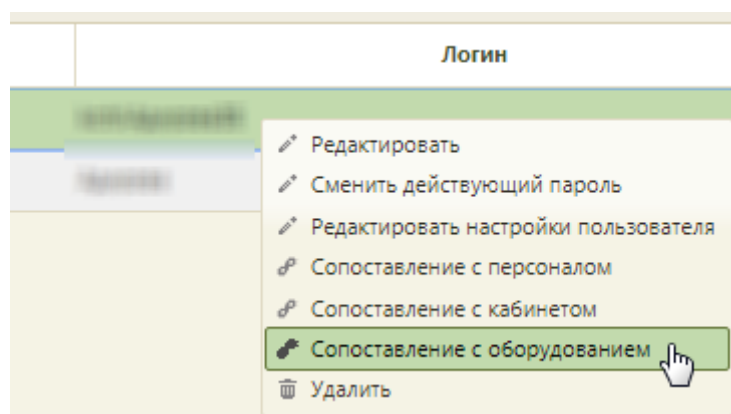 Логин
Редактировать
Сменить действующий пароль
Редактировать настройки пользователя
Сопоставление с персоналом
Сопоставление с кабинетом
Сопоставление с оборудованием
Удалить